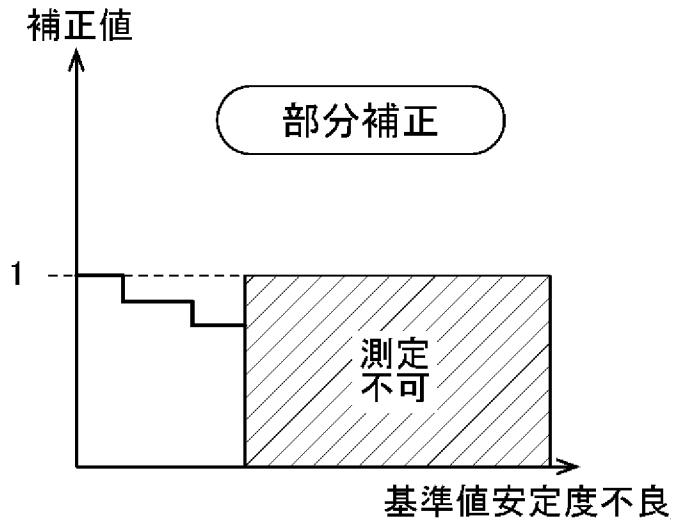 補正値
部分補正
1
測定
不可
基準値安定度不良